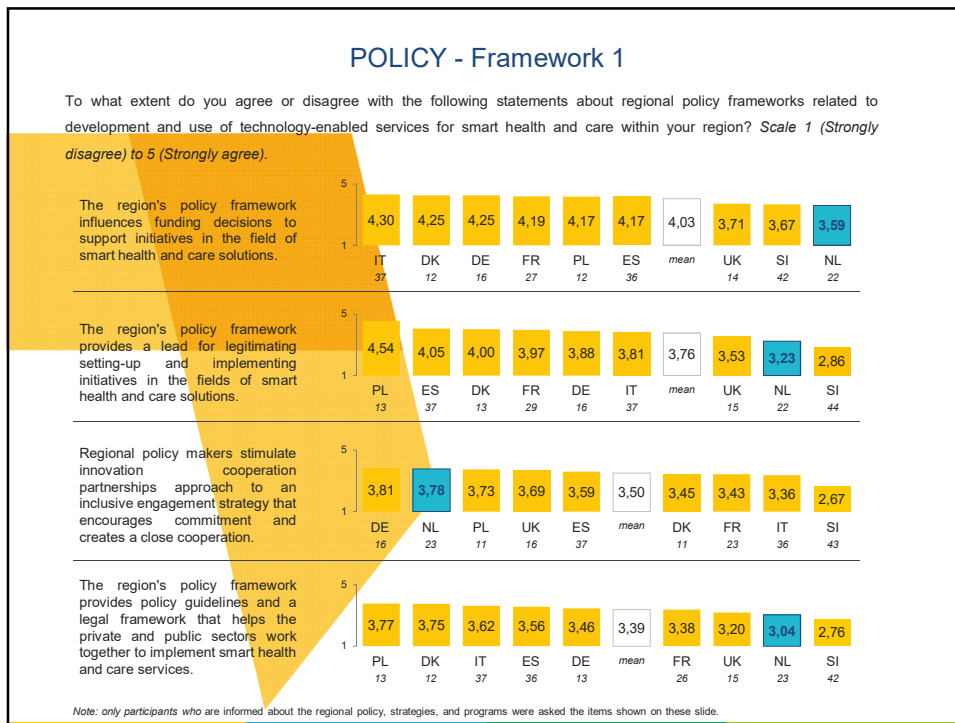 POLICY - Framework 1
To what extent do you agree or disagree with the following statements about regional policy frameworks related to
development and use of technology-enabled services for smart health and care within your region? Scale 1 (Strongly
disagree) to 5 (Strongly agree).
The region's policy framework
influences funding decisions to
support initiatives in the field of
smart health and care solutions.
5
1
4,30 4,25 4,25 4,19 4,17 4,17 4,03 3,71 3,67 3,59
IT DK DE FR PL ES mean UK SI NL
37 12 16 27 12 36 14 42 22
The region's policy framework
provides a lead for legitimating
setting-up and implementing
initiatives in the fields of smart
health and care solutions.
5
1
4,54 4,05 4,00 3,97 3,88 3,81 3,76 3,53 3,23 2,86
PL ES DK FR DE IT mean UK NL SI
13 37 13 29 16 37 15 22 44
Regional policy makers stimulate
innovation cooperation
partnerships approach to an
inclusive engagement strategy that
encourages commitment and
creates a close cooperation.
5
1
3,81 3,78 3,73 3,69 3,59 3,50 3,45 3,43 3,36 2,67
DE NL PL UK ES mean DK FR IT SI
16 23 11 16 37 11 23 36 43
The region's policy framework
provides policy guidelines and a
legal framework that helps the
private and public sectors work
together to implement smart health
and care services.
5
1
3,77 3,75 3,62 3,56 3,46 3,39 3,38 3,20 3,04 2,76
PL DK IT ES DE mean FR UK NL SI
13 12 37 36 13 26 15 23 42
Note: only participants who are informed about the regional policy, strategies, and programs were asked the items shown on these slide.